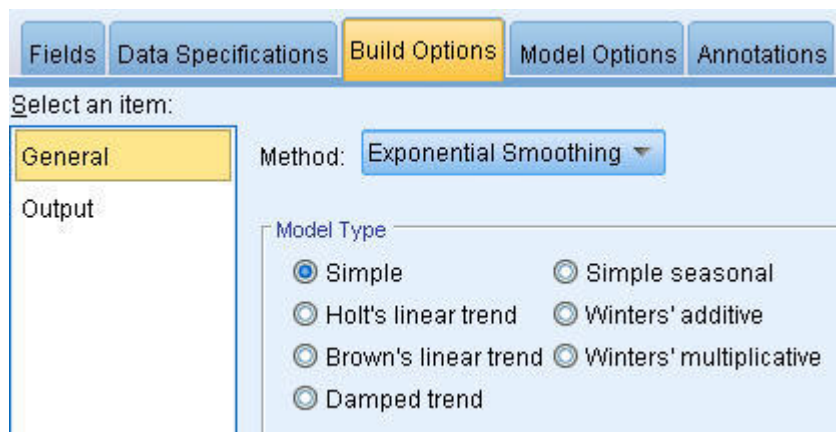 Fields Data Specifications Build Options Model Options Annotations
Select an item:
General
Output
Method: Exponential Smoothing
Model Type
Simple Simple seasonal
Holt's linear trend Winters' additive
Brown's linear trend Winters' multiplicative
Damped trend